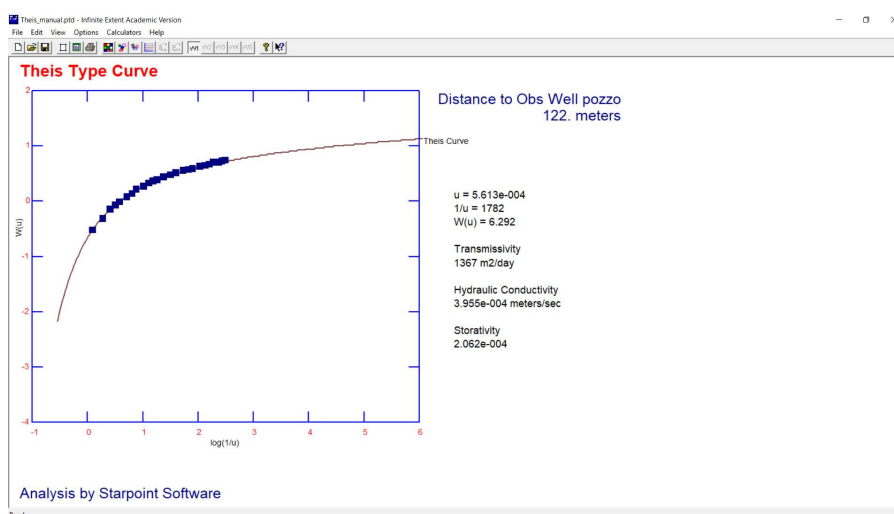 Theis_manual.ptd - Infinite Extent Academic Version
File Edit View Options Calculators Help
Theis Type Curve
Distance to Obs Well pozzo
122. meters
2
1
0
-1
-2
-3
-4
W(u)
Theis Curve
u = 5.613e-004
1/u = 1782
W(u) = 6.292
Transmissivity
1367 m2/day
Hydraulic Conductivity
3.955e-004 meters/sec
Storativity
2.062e-004
-1 0 1 2 3 4 5 6
log(1/u)
Analysis by Starpoint Software